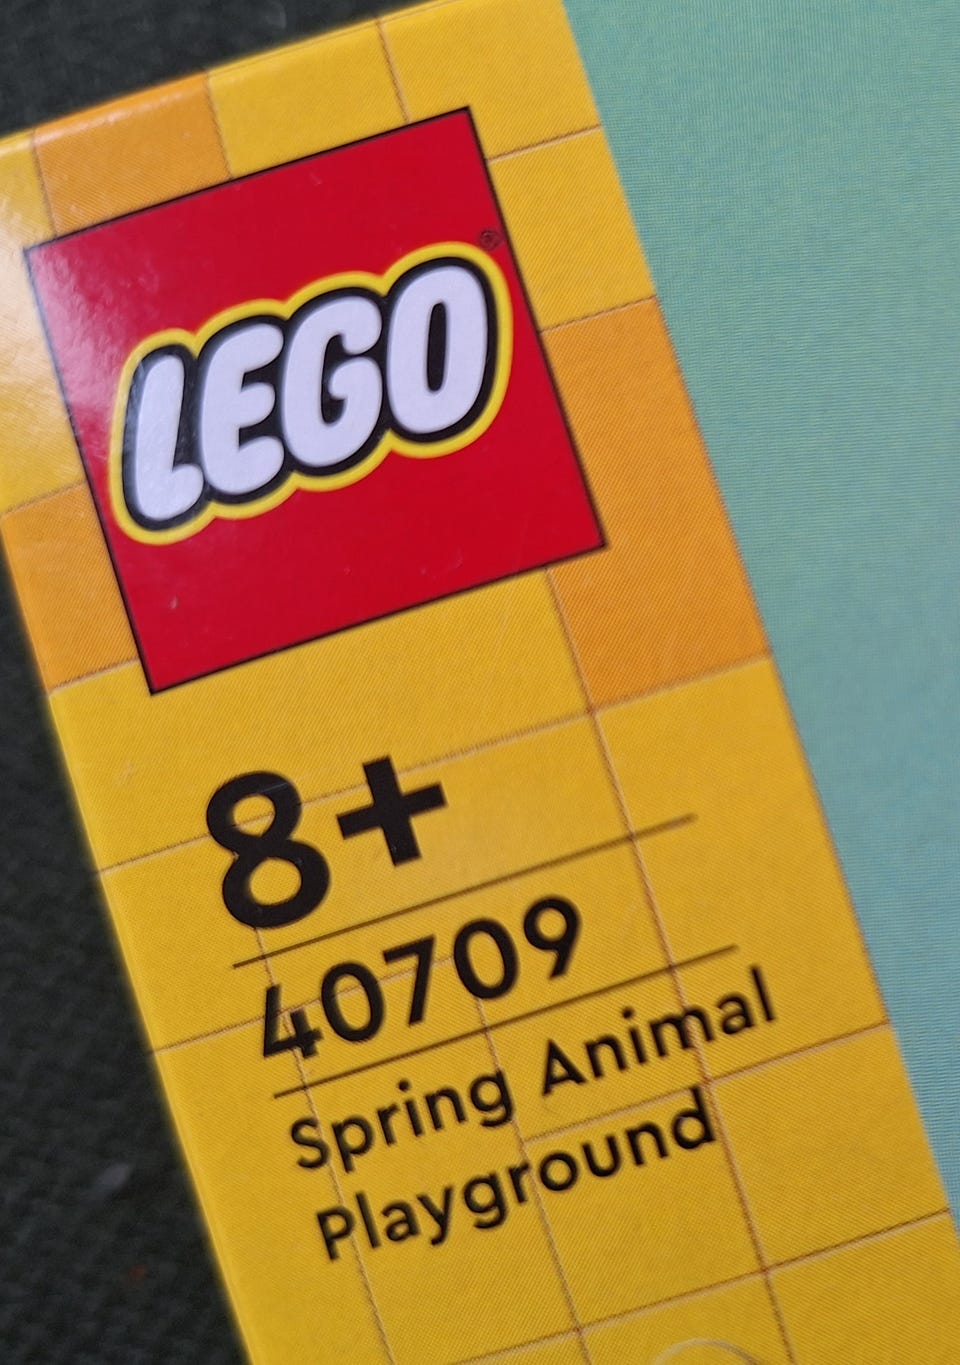 LEGO®
8+
40709
Spring Animal
Playground